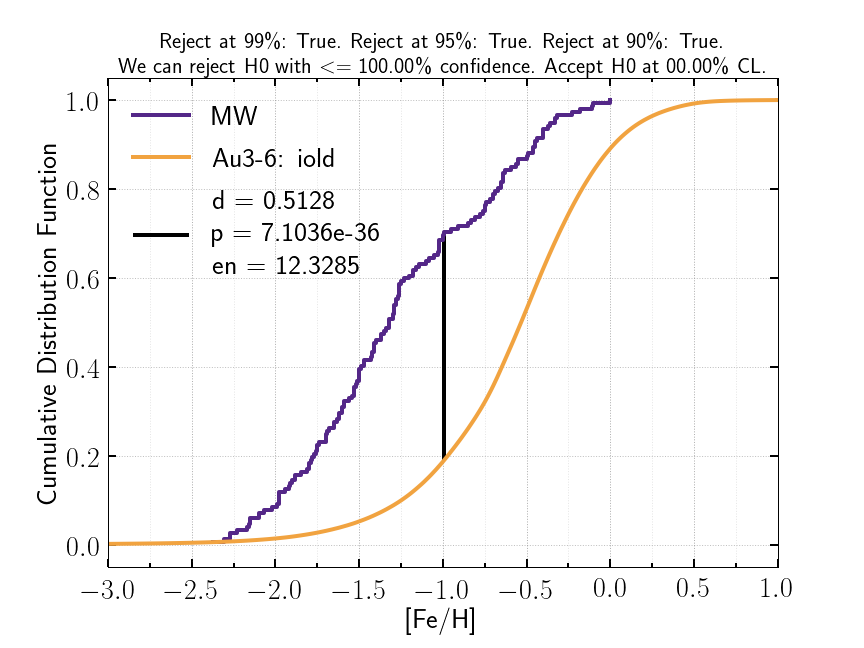 Reject at 99%: True. Reject at 95%: True. Reject at 90%: True.
We can reject H0 with <= 100.00% confidence. Accept H0 at 00.00% CL.
MW
Au3-6: iold
d = 0.5128
p = 7.1036e-36
en = 12.3285
Cumulative Distribution Function
1.0
0.8
0.6
0.4
0.2
0.0
−3.0 −2.5 −2.0 −1.5 −1.0 −0.5 0.0 0.5 1.0
[Fe/H]